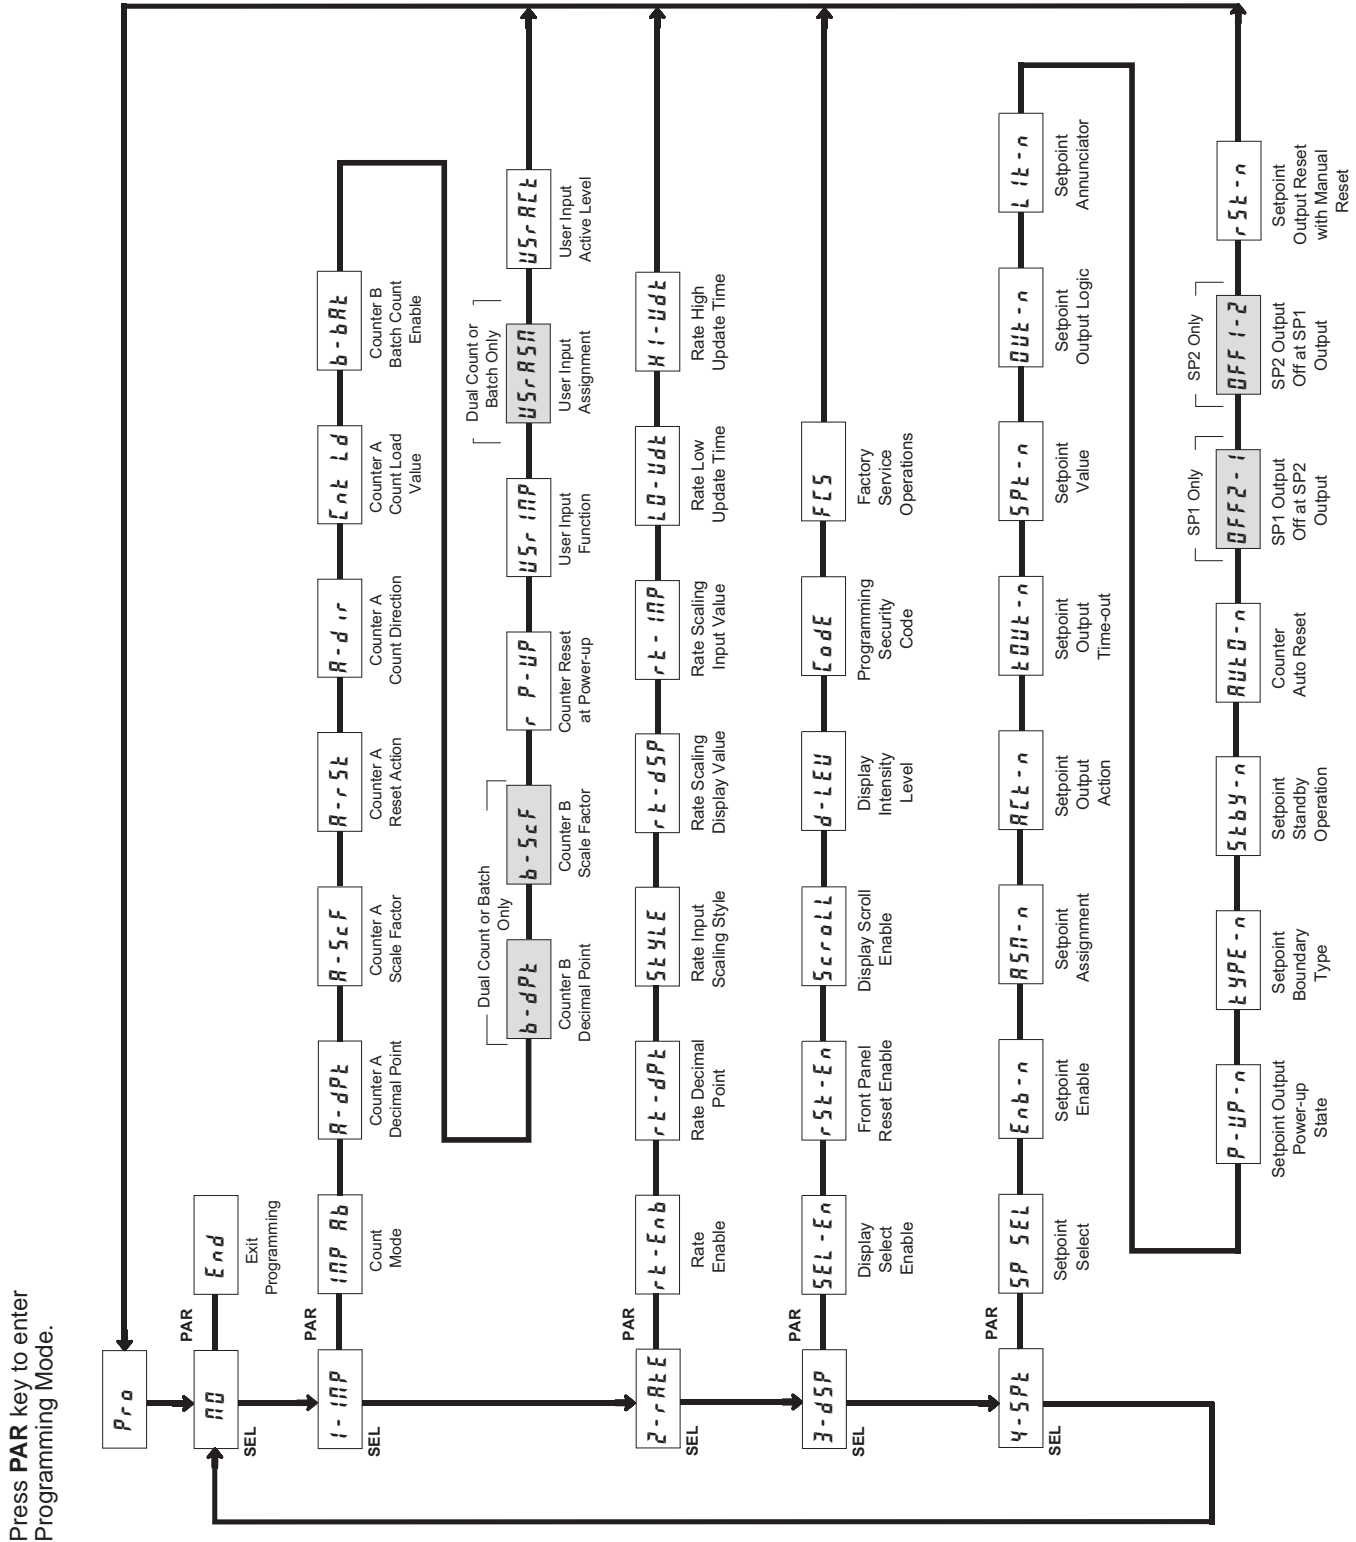 Press PAR key to enter
Programming Mode.
Pro
NO
SEL
PAR
End
Exit
Programming
1-INP
SEL
PAR
INP Ab
Count
Mode
A-dPt
Counter A
Decimal Point
A-ScF
Counter A
Scale Factor
A-rSt
Counter A
Reset Action
A-dir
Counter A
Count Direction
Cnt Ld
Counter A
Count Load
Value
b-bAt
Counter B
Batch Count
Enable
Dual Count or Batch
Only
b-dPt
Counter B
Decimal Point
b-ScF
Counter B
Scale Factor
r P-UP
Counter Reset
at Power-up
USrINP
User Input
Function
Dual Count or
Batch Only
USrASN
User Input
Assignment
USrACt
User Input
Active Level
2-rAtE
SEL
PAR
rt-Enb
Rate
Enable
rt-dPt
Rate Decimal
Point
StYLE
Rate Input
Scaling Style
rt-dSP
Rate Scaling
Display Value
rt-INP
Rate Scaling
Input Value
LO-Udt
Rate Low
Update Time
HI-Udt
Rate High
Update Time
3-dSP
SEL
PAR
SEL-En
Display
Select
Enable
rSt-En
Front Panel
Reset Enable
ScroLL
Display Scroll
Enable
d-LEV
Display
Intensity
Level
CodE
Programming
Security
Code
FCS
Factory
Service
Operations
4-SPt
SEL
PAR
SP SEL
Setpoint
Select
Enb-n
Setpoint
Enable
ASN-n
Setpoint
Assignment
ACt-n
Setpoint
Output
Action
tOUt-n
Setpoint
Output
Time-out
SPt-n
Setpoint
Value
OUt-n
Setpoint
Output Logic
LIt-n
Setpoint
Annunciator
P-UP-n
Setpoint Output
Power-up
State
tYPE-n
Setpoint
Boundary
Type
Stby-n
Setpoint
Standby
Operation
AUtO-n
Counter
Auto Reset
SP1 Only
OFF2-1
SP1 Output
Off at SP2
Output
SP2 Only
OFF1-2
SP2 Output
Off at SP1
Output
rSt-n
Setpoint
Output Reset
with Manual
Reset